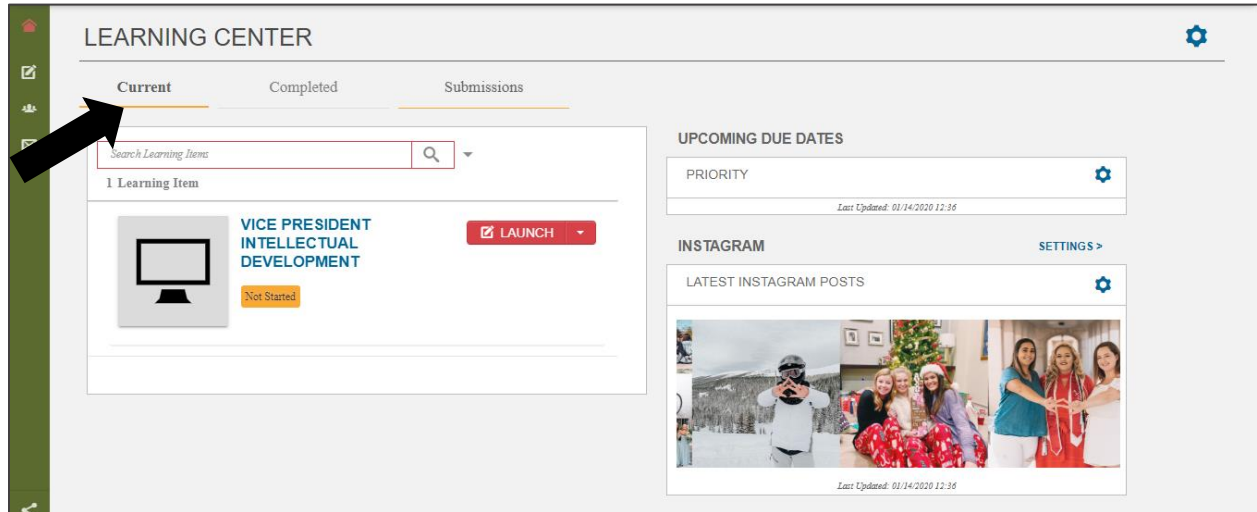 LEARNING CENTER
Current
Completed
Submissions
Search Learning Items
1 Learning Item
VICE PRESIDENT
INTELLECTUAL
DEVELOPMENT
LAUNCH
Not Started
UPCOMING DUE DATES
PRIORITY
Last Updated: 01/14/2020 12:36
INSTAGRAM
SETTINGS >
LATEST INSTAGRAM POSTS
Last Updated: 01/14/2020 12:36